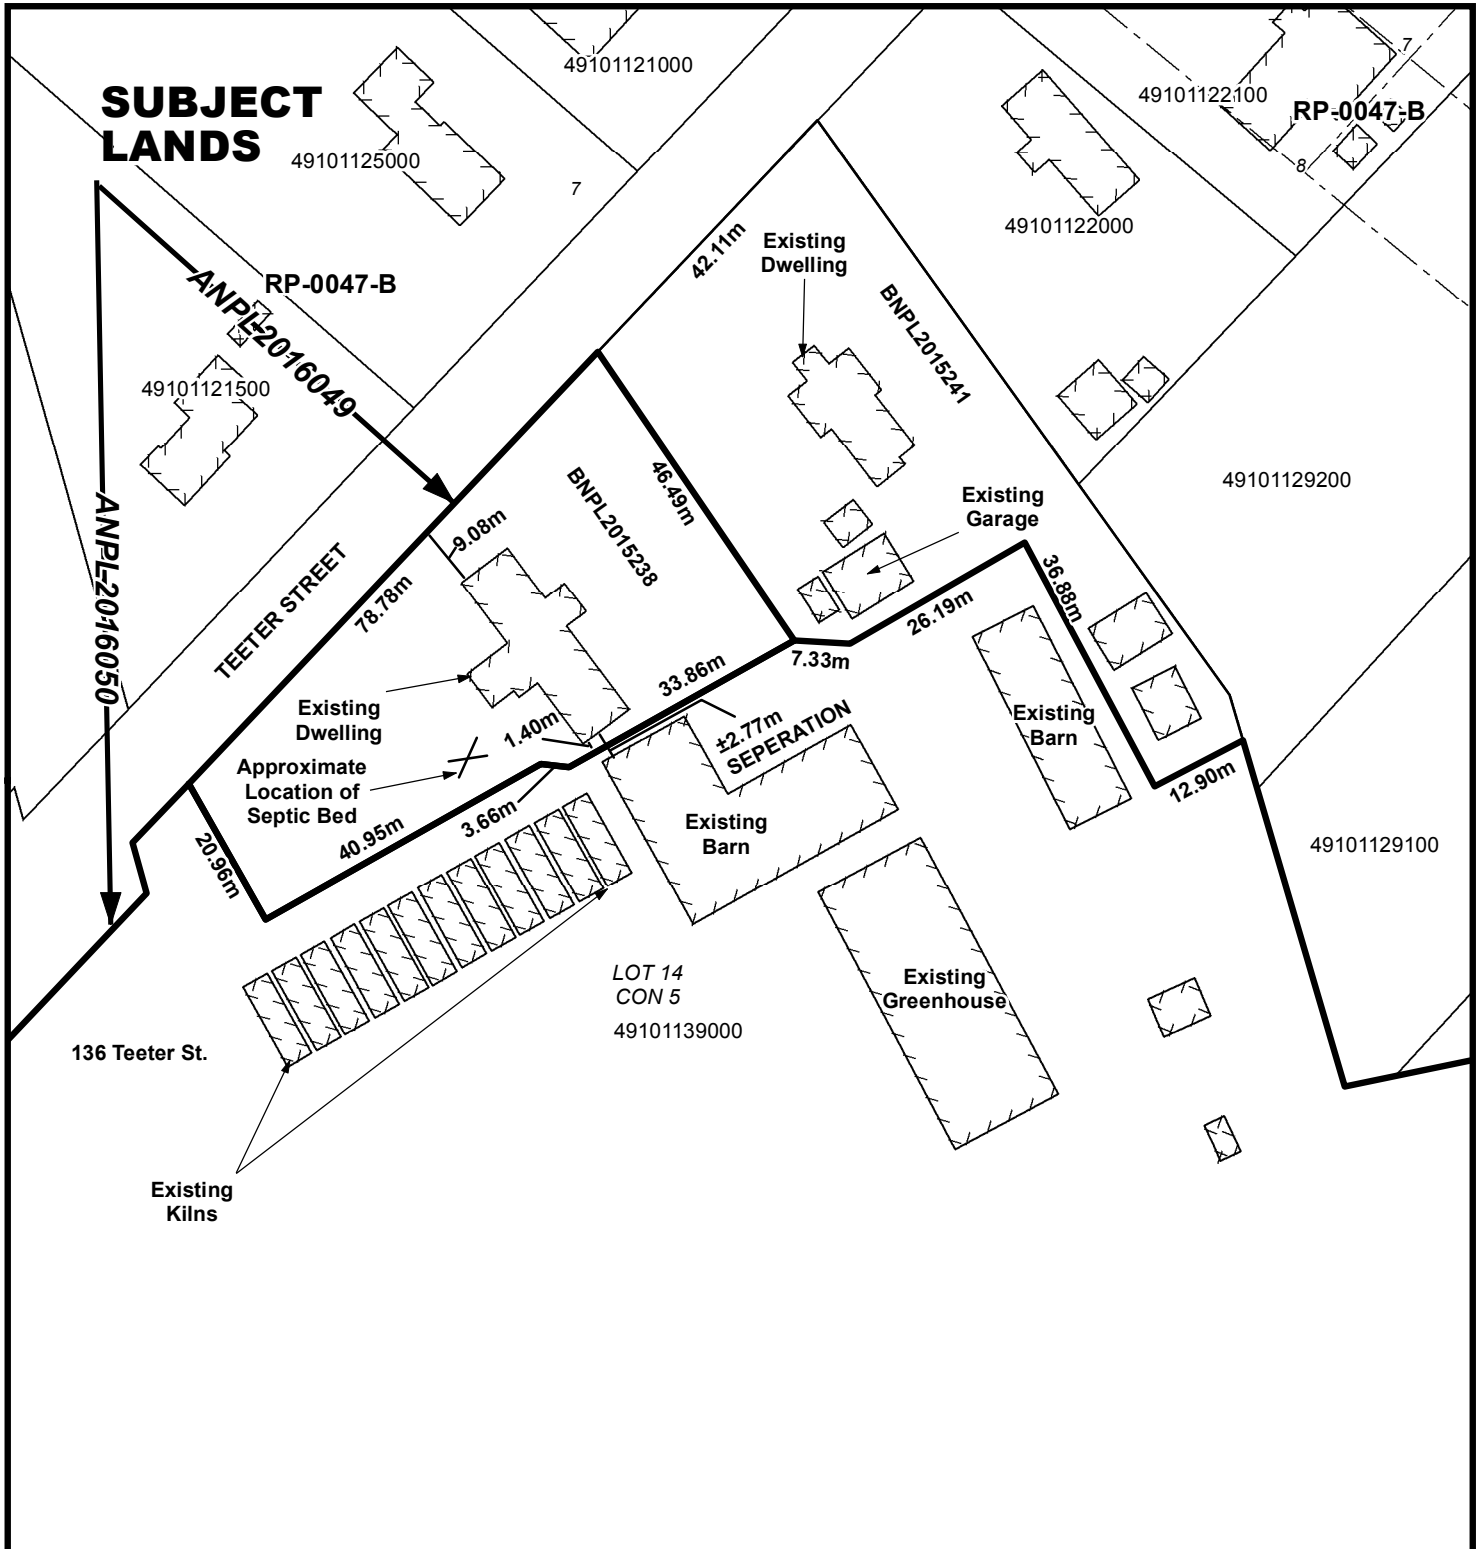 49101121000
SUBJECT
LANDS
49101122100
RP-0047-B
7
8
49101125000
7
49101122000
42.11m
Existing
Dwelling
RP-0047-B
ANPL2016049
BNPL2015241
49101121500
46.49m
BNPL2015238
49101129200
Existing
Garage
ANPL2016050
9.08m
TEETER STREET
78.78m
36.88m
26.19m
7.33m
33.86m
Existing
Dwelling
1.40m
±2.77m
SEPERATION
Existing
Barn
Approximate
Location of
Septic Bed
12.90m
3.66m
40.95m
20.96m
Existing
Barn
49101129100
LOT 14
CON 5
49101139000
Existing
Greenhouse
136 Teeter St.
Existing
Kilns